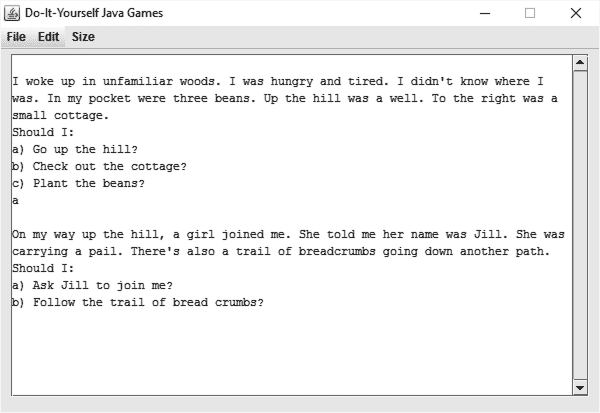 Do-It-Yourself Java Games
File Edit Size
I woke up in unfamiliar woods. I was hungry and tired. I didn't know where I
was. In my pocket were three beans. Up the hill was a well. To the right was a
small cottage.
Should I:
a) Go up the hill?
b) Check out the cottage?
c) Plant the beans?
a
On my way up the hill, a girl joined me. She told me her name was Jill. She was
carrying a pail. There's also a trail of breadcrumbs going down another path.
Should I:
a) Ask Jill to join me?
b) Follow the trail of bread crumbs?